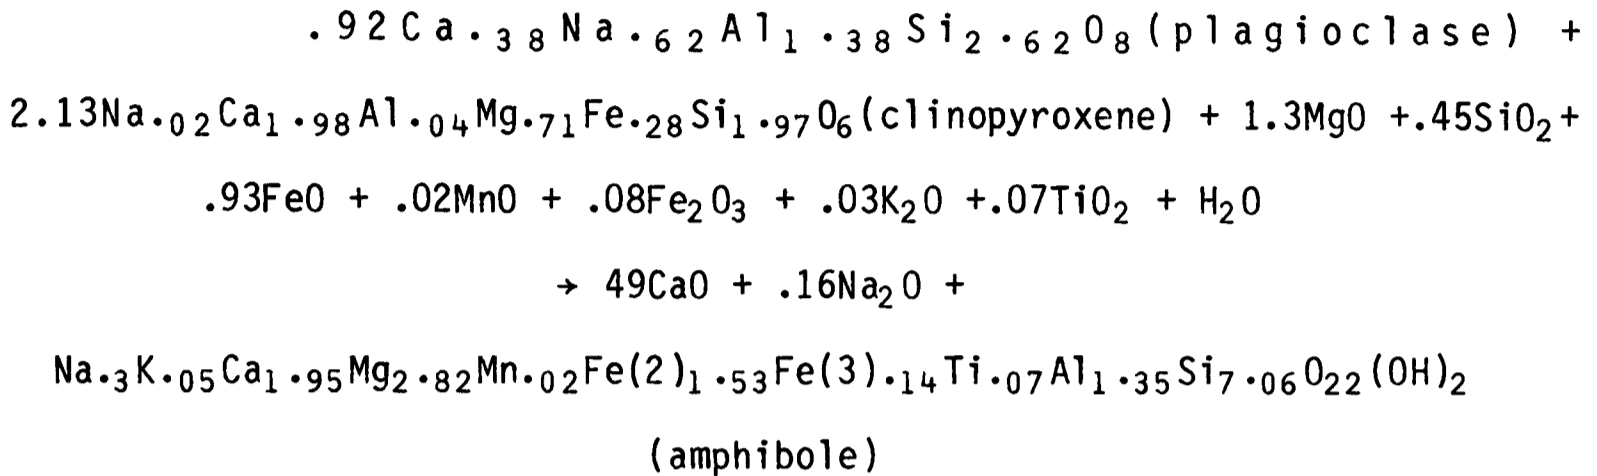 .92Ca.38Na.62Al1.38Si2.62O8(plagioclase) +
2.13Na.02Ca1.98Al.04Mg.71Fe.28Si1.97O6(clinopyroxene) + 1.3MgO +.45SiO2+
.93FeO + .02MnO + .08Fe2O3 + .03K2O +.07TiO2 + H2O
→ 49CaO + .16Na2O +
Na.3K.05Ca1.95Mg2.82Mn.02Fe(2)1.53Fe(3).14Ti.07Al1.35Si7.06O22(OH)2
(amphibole)